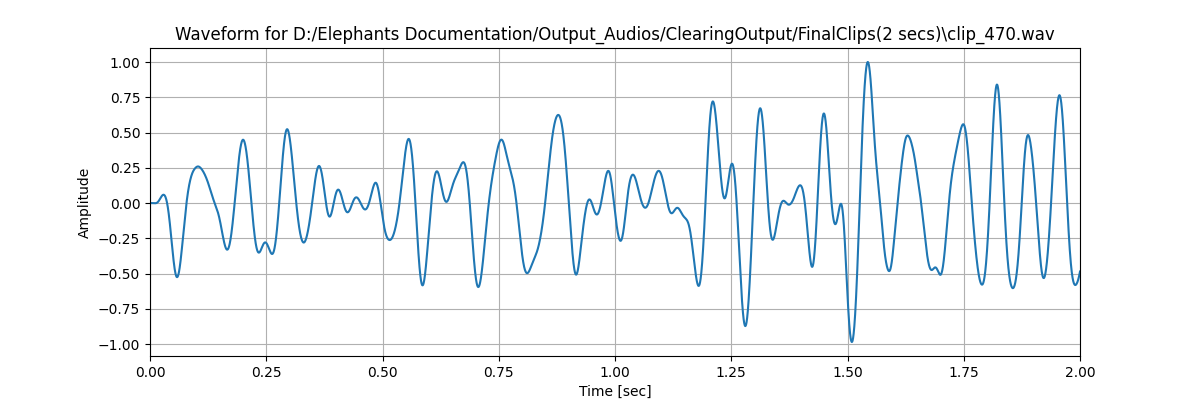 Waveform for D:/Elephants Documentation/Output_Audios/ClearingOutput/FinalClips(2 secs)\clip_470.wav
1.00
0.75
0.50
0.25
0.00
−0.25
−0.50
−0.75
−1.00
Amplitude
0.00 0.25 0.50 0.75 1.00 1.25 1.50 1.75 2.00
Time [sec]